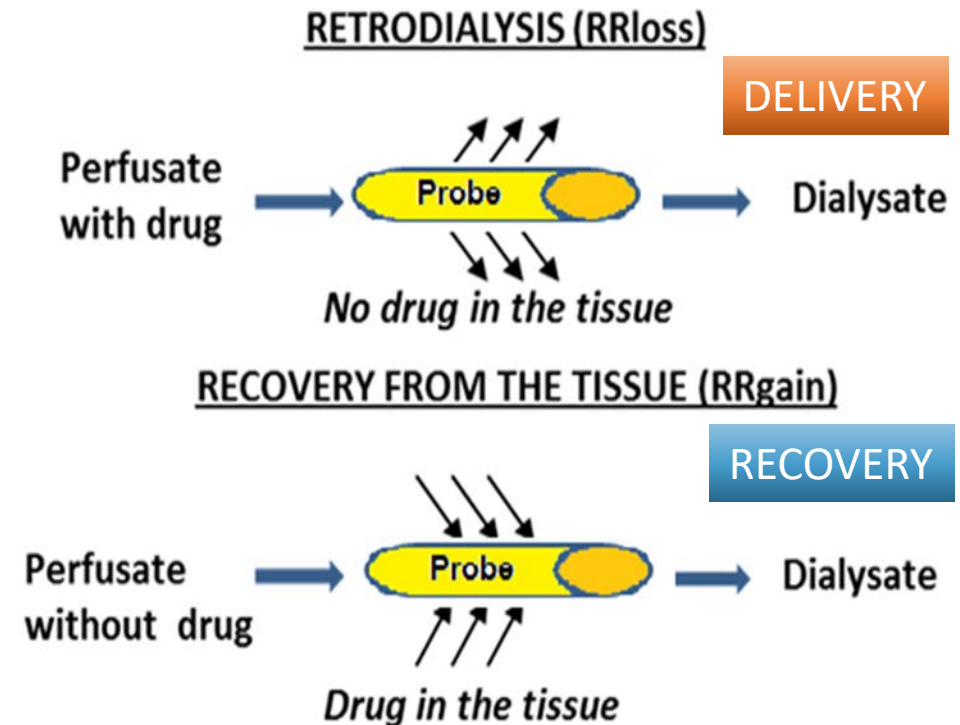 RETRODIALYSIS (RRloss)
DELIVERY
Perfusate
with drug
Probe
Dialysate
No drug in the tissue
RECOVERY FROM THE TISSUE (RRgain)
RECOVERY
Perfusate
without drug
Probe
Dialysate
Drug in the tissue